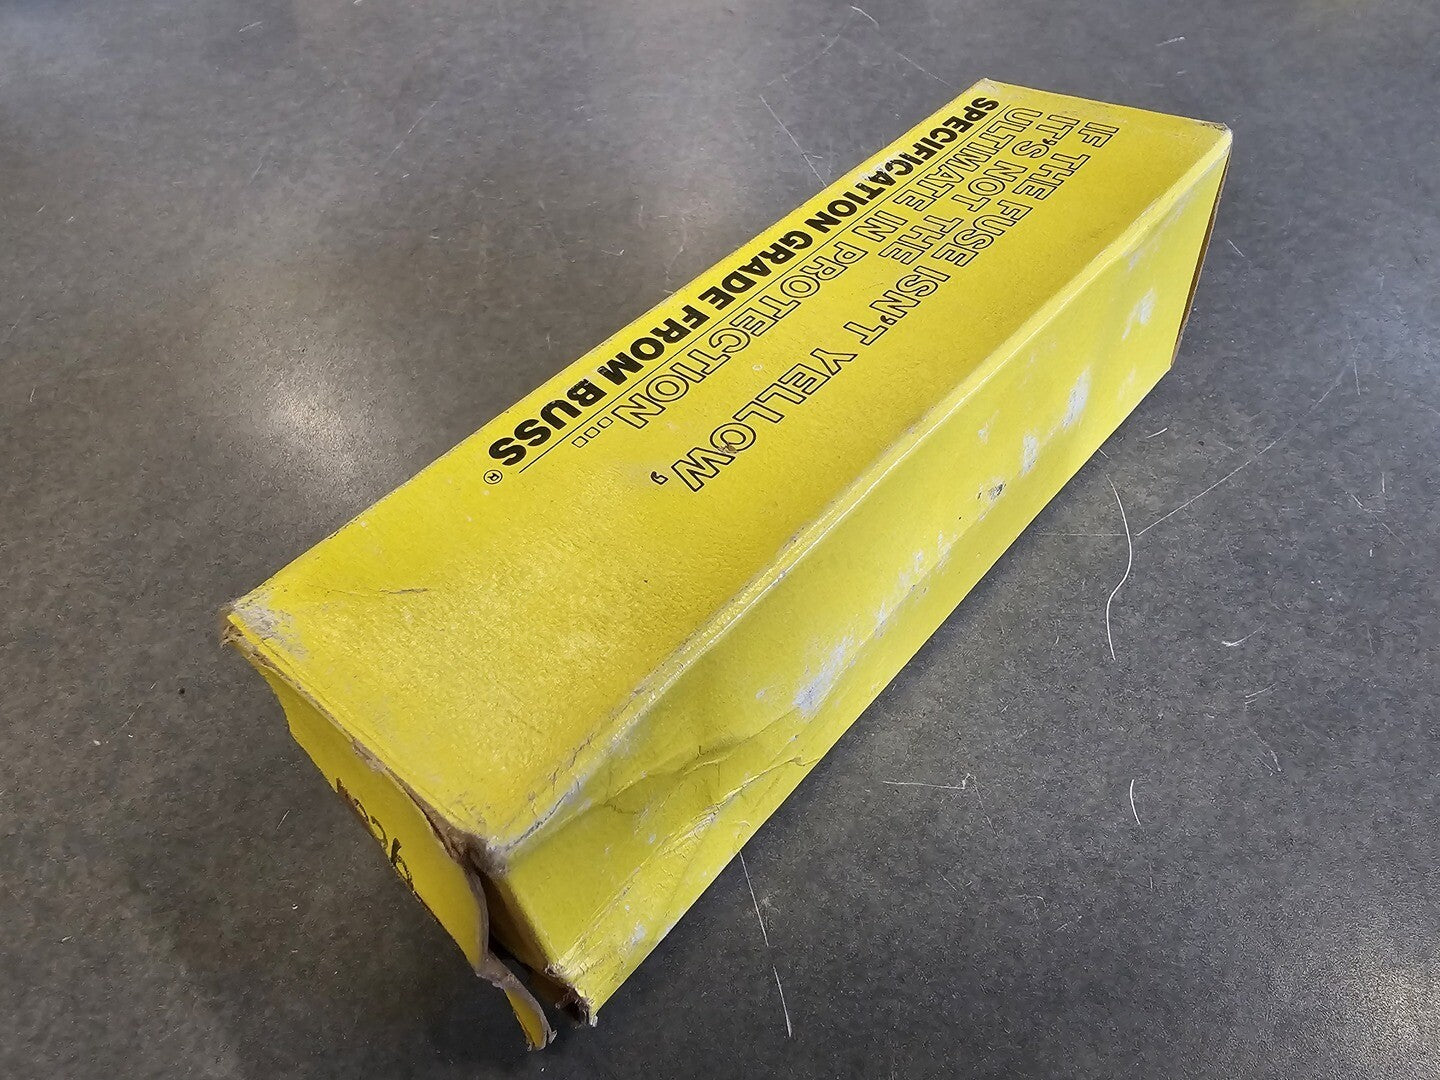 IF THE FUSE ISN'T YELLOW,
IT'S NOT THE
ULTIMATE IN PROTECTION...
SPECIFICATION GRADE FROM BUSS®